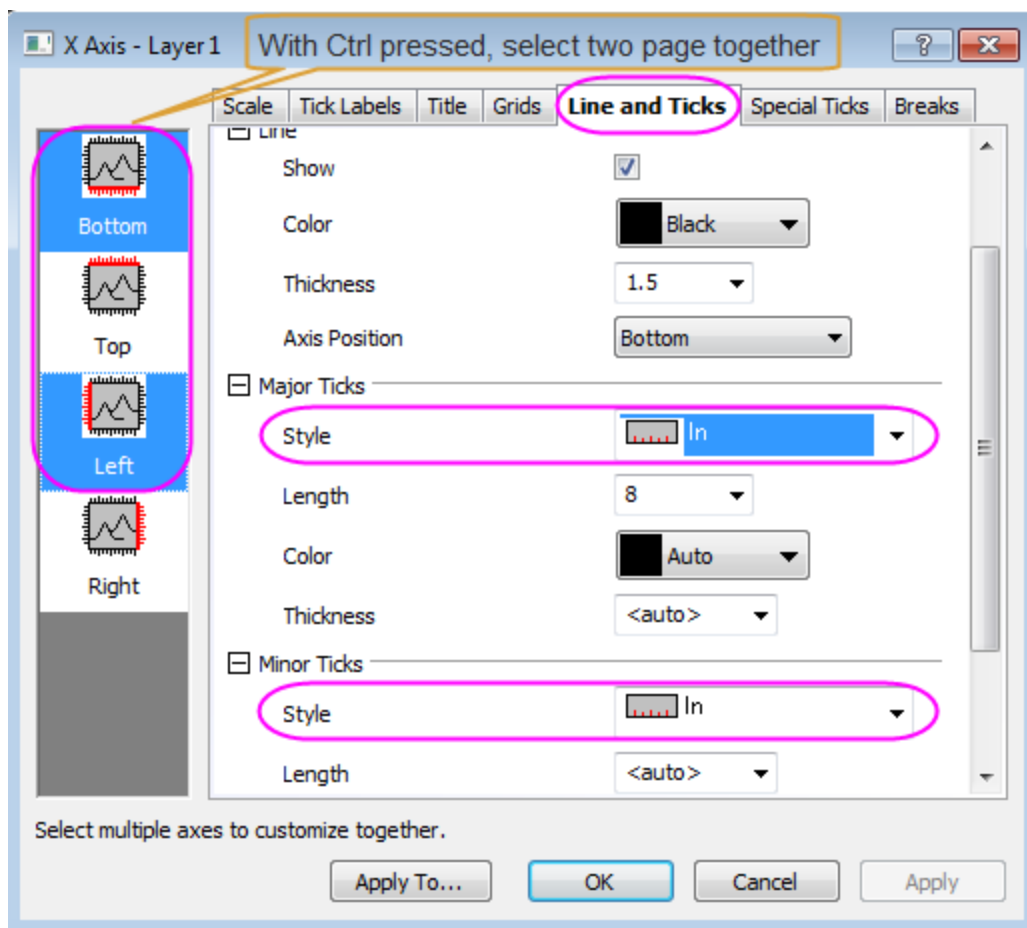 X Axis - Layer1
With Ctrl pressed, select two page together
Scale Tick Labels Title Grids Line and Ticks Special Ticks Breaks
Bottom
Top
Left
Right
Line
Show
Color Black
Thickness 1.5
Axis Position Bottom
Major Ticks
Style In
Length 8
Color Auto
Thickness <auto>
Minor Ticks
Style In
Length <auto>
Select multiple axes to customize together.
Apply To... OK Cancel Apply